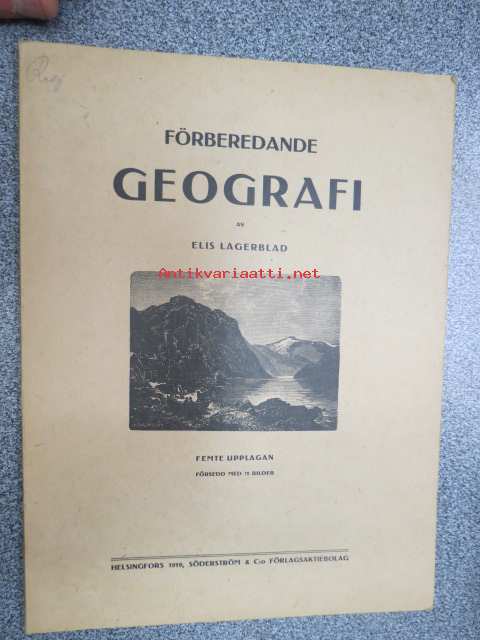 FÖRBEREDANDE
GEOGRAFI
AV
ELIS LAGERBLAD
Antikvariaatti.net
FEMTE UPPLAGAN
FÖRSEDD MED 11 BILDER
HELSINGFORS 1919, SÖDERSTRÖM & C:o FÖRLAGSAKTIEBOLAG